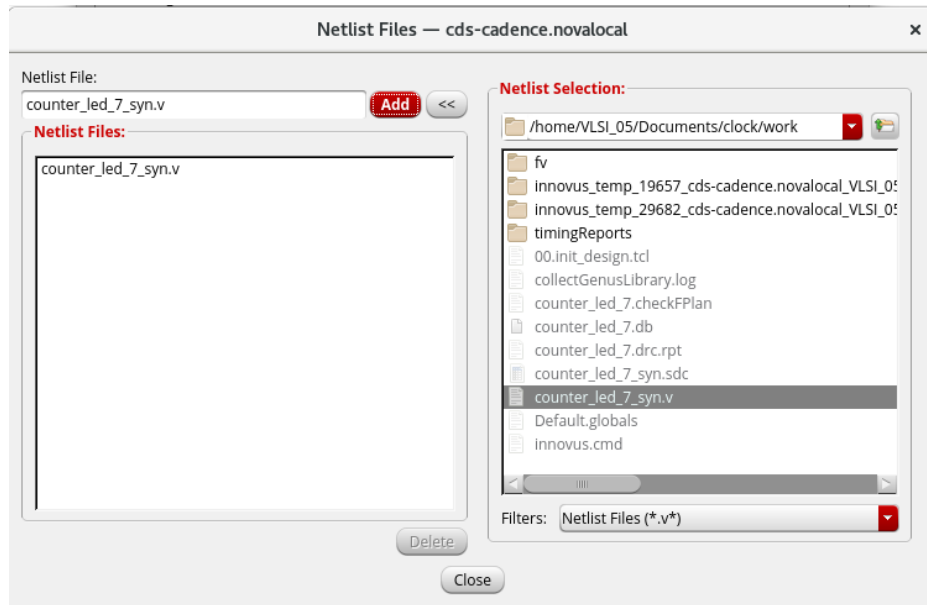 Netlist Files — cds-cadence.novalocal
Netlist File:
counter_led_7_syn.v
Add
<<
Netlist Files:
counter_led_7_syn.v
Delete
Netlist Selection:
/home/VLSI_05/Documents/clock/work
fv
innovus_temp_19657_cds-cadence.novalocal_VLSI_05
innovus_temp_29682_cds-cadence.novalocal_VLSI_05
timingReports
00.init_design.tcl
collectGenusLibrary.log
counter_led_7.checkFPlan
counter_led_7.db
counter_led_7.drc.rpt
counter_led_7_syn.sdc
counter_led_7_syn.v
Default.globals
innovus.cmd
Filters: Netlist Files (*.v*)
Close